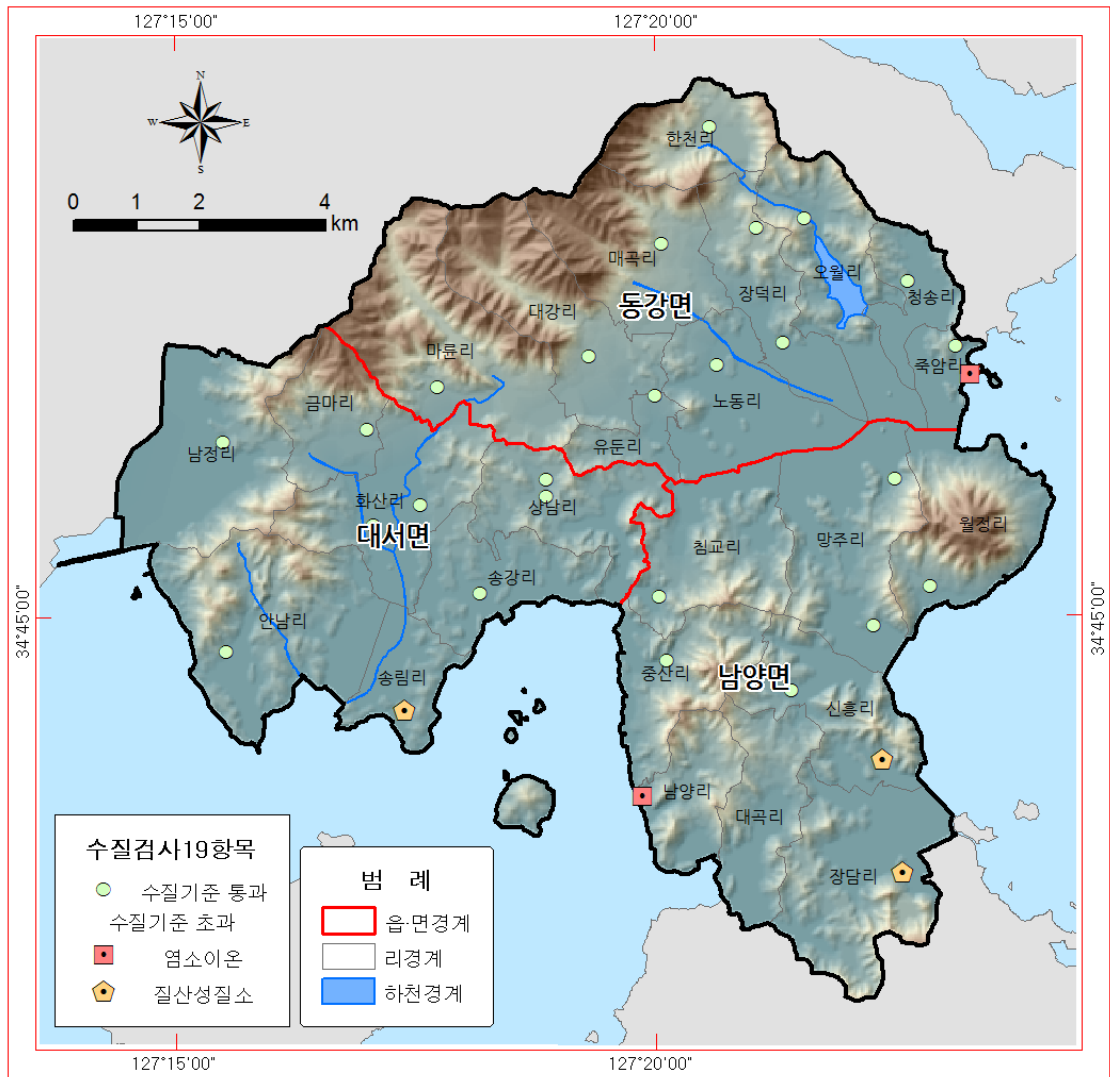 127°15'00"
127°20'00"
N
W
E
S
0
1
2
4
km
한천리
매곡리
오월리
장덕리
청송리
대강리
동강면
마륜리
죽암리
금마리
노동리
남정리
유둔리
화산리
상남리
월정리
대서면
침교리
망주리
송강리
안남리
34°45'00"
34°45'00"
중산리
남양면
송림리
신흥리
남양리
대곡리
장담리
수질검사19항목
수질기준 통과
수질기준 초과
염소이온
질산성질소
범 례
읍·면경계
리경계
하천경계
127°15'00"
127°20'00"